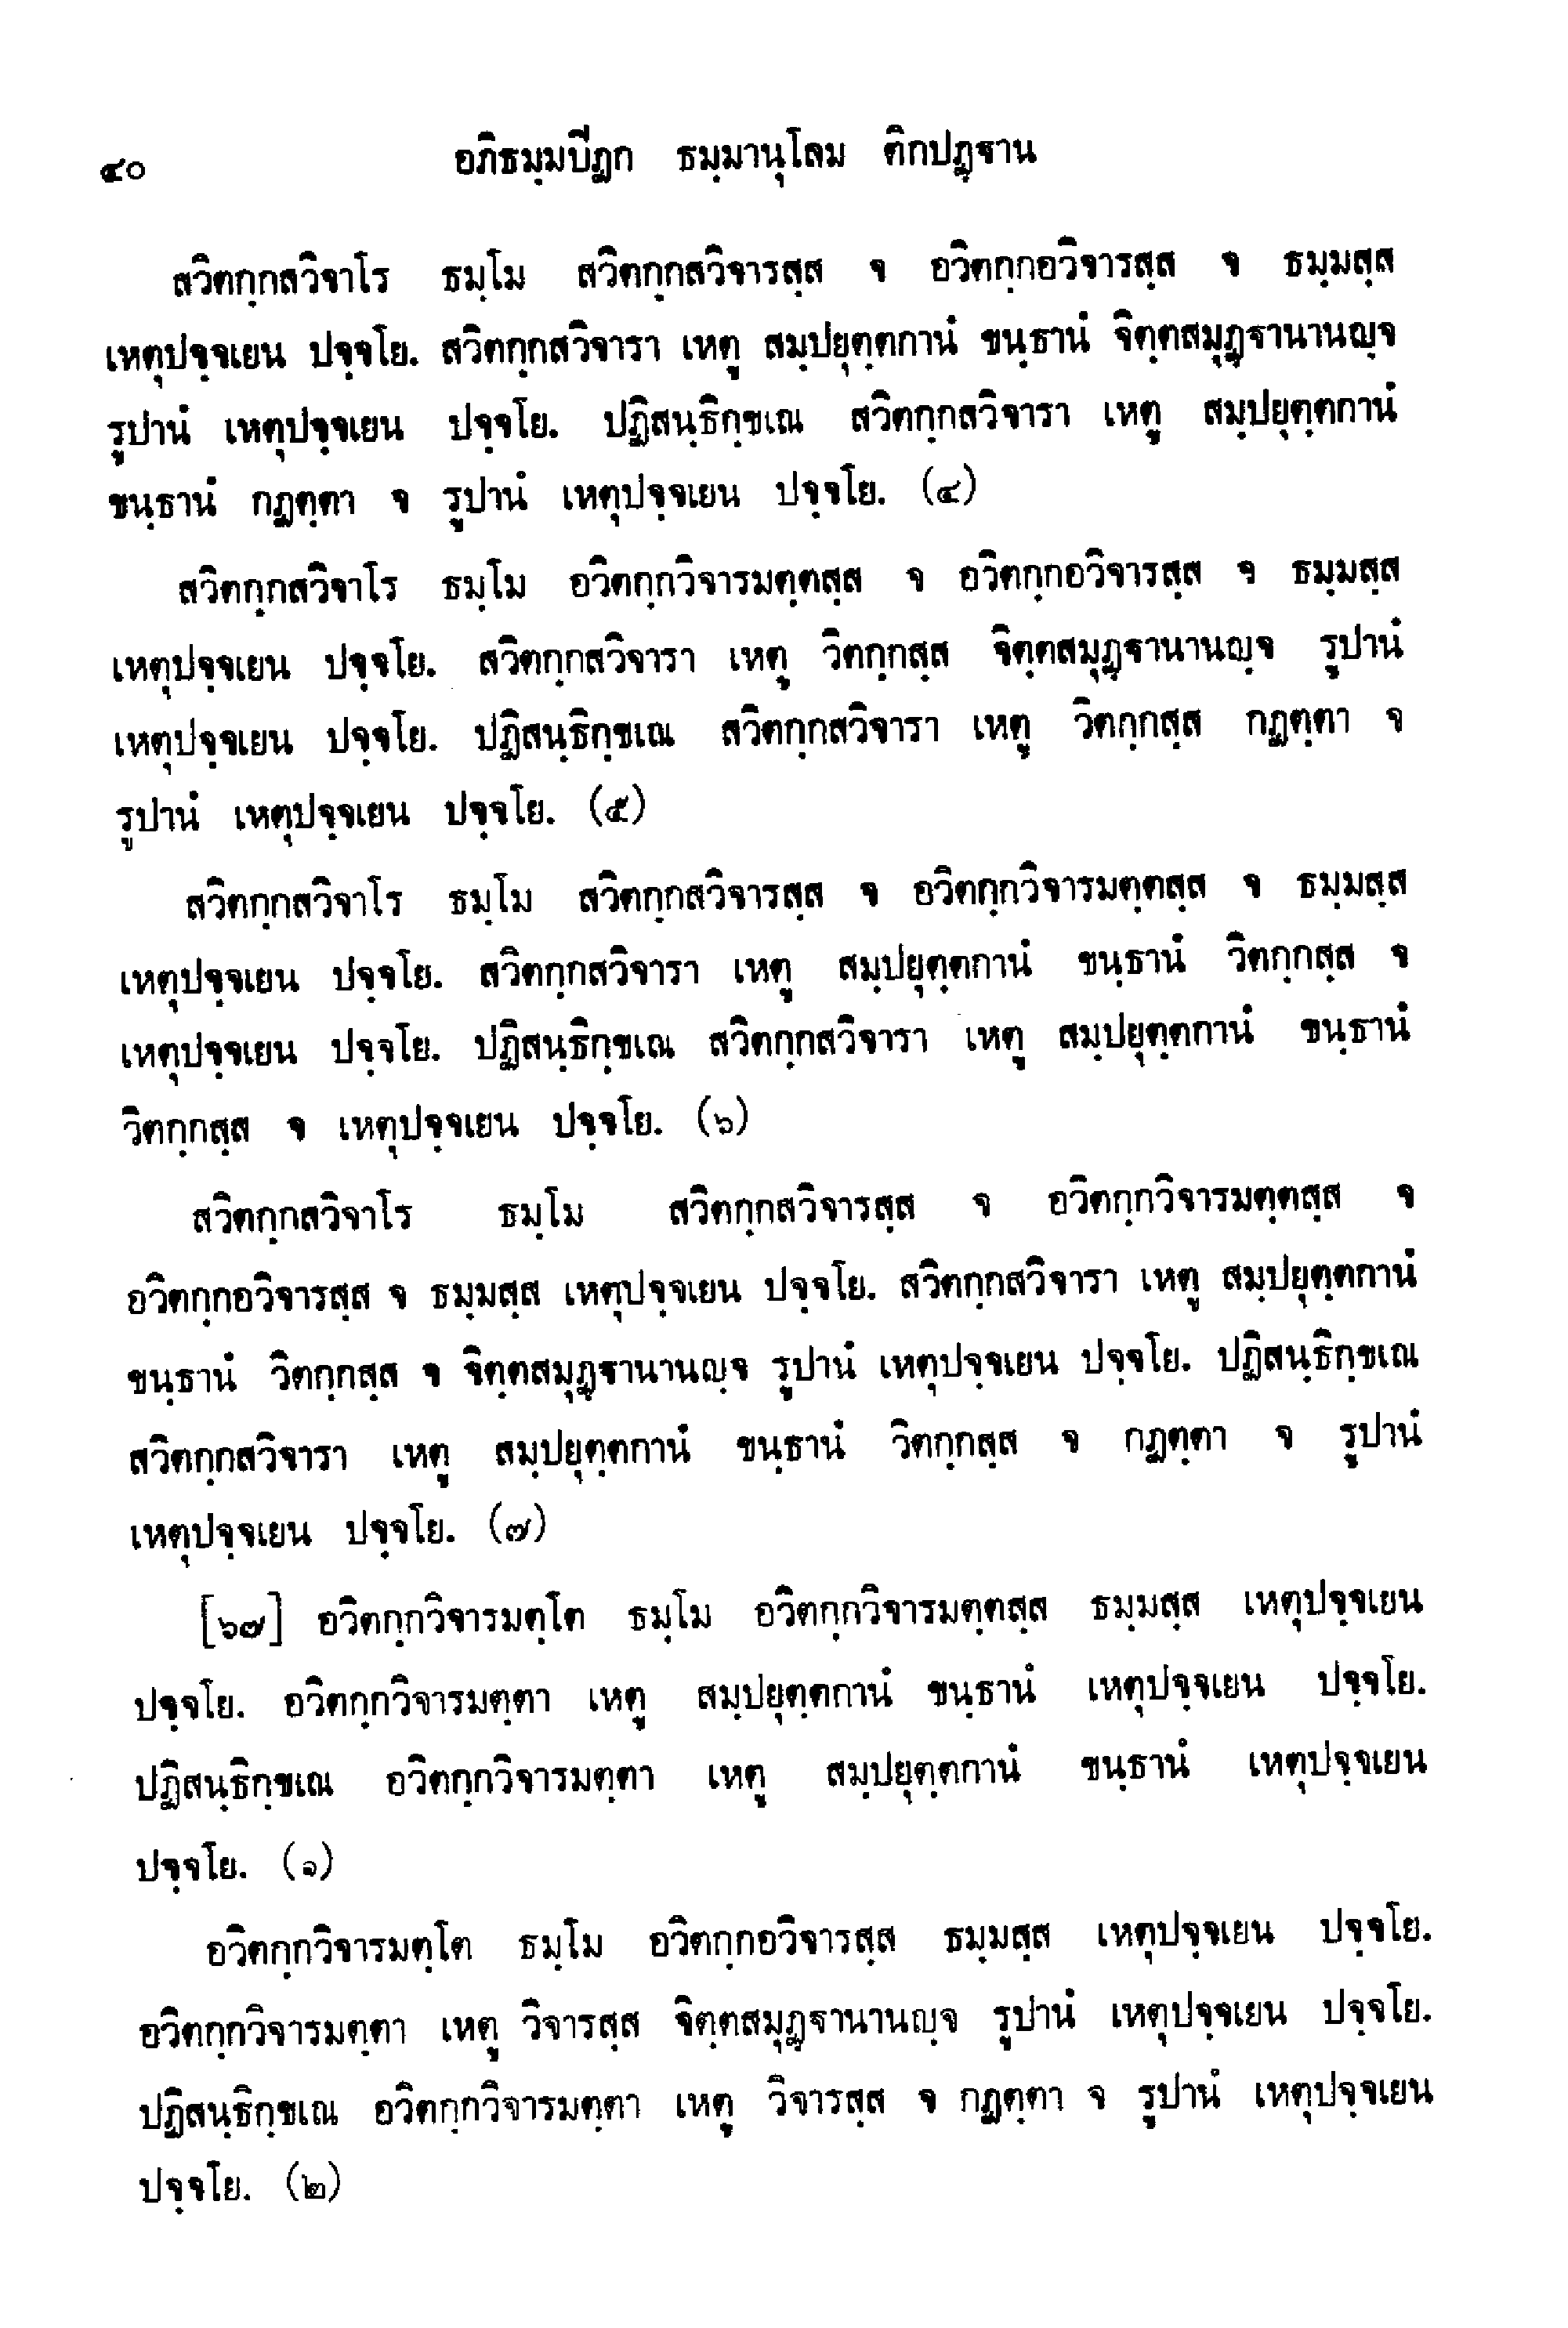 ๔๐ อภิธมฺมปีฏก ธมฺมานุโลม ติกปฏฺฐาน
สวิตกฺกสวิจาโร ธมฺโม สวิตกฺกสวิจารสฺส จ อวิตกฺกอวิจารสฺส จ ธมฺมสฺส
เหตุปจฺจเยน ปจฺจโย. สวิตกฺกสวิจารา เหตู สมฺปยุตฺตกานํ ขนฺธานํ จิตฺตสมุฏฺฐานานญฺจ
รูปานํ เหตุปจฺจเยน ปจฺจโย. ปฏิสนฺธิกฺขเณ สวิตกฺกสวิจารา เหตู สมฺปยุตฺตกานํ
ขนฺธานํ กฏตฺตา จ รูปานํ เหตุปจฺจเยน ปจฺจโย. (๔)
สวิตกฺกสวิจาโร ธมฺโม อวิตกฺกวิจารมตฺตสฺส จ อวิตกฺกอวิจารสฺส จ ธมฺมสฺส
เหตุปจฺจเยน ปจฺจโย. สวิตกฺกสวิจารา เหตู วิตกฺกสฺส จิตฺตสมุฏฺฐานานญฺจ รูปานํ
เหตุปจฺจเยน ปจฺจโย. ปฏิสนฺธิกฺขเณ สวิตกฺกสวิจารา เหตู วิตกฺกสฺส กฏตฺตา จ
รูปานํ เหตุปจฺจเยน ปจฺจโย. (๕)
สวิตกฺกสวิจาโร ธมฺโม สวิตกฺกสวิจารสฺส จ อวิตกฺกวิจารมตฺตสฺส จ ธมฺมสฺส
เหตุปจฺจเยน ปจฺจโย. สวิตกฺกสวิจารา เหตู สมฺปยุตฺตกานํ ขนฺธานํ วิตกฺกสฺส จ
เหตุปจฺจเยน ปจฺจโย. ปฏิสนฺธิกฺขเณ สวิตกฺกสวิจารา เหตู สมฺปยุตฺตกานํ ขนฺธานํ
วิตกฺกสฺส จ เหตุปจฺจเยน ปจฺจโย. (๖)
สวิตกฺกสวิจาโร ธมฺโม สวิตกฺกสวิจารสฺส จ อวิตกฺกวิจารมตฺตสฺส จ
อวิตกฺกอวิจารสฺส จ ธมฺมสฺส เหตุปจฺจเยน ปจฺจโย. สวิตกฺกสวิจารา เหตู สมฺปยุตฺตกานํ
ขนฺธานํ วิตกฺกสฺส จ จิตฺตสมุฏฺฐานานญฺจ รูปานํ เหตุปจฺจเยน ปจฺจโย. ปฏิสนฺธิกฺขเณ
สวิตกฺกสวิจารา เหตู สมฺปยุตฺตกานํ ขนฺธานํ วิตกฺกสฺส จ กฏตฺตา จ รูปานํ
เหตุปจฺจเยน ปจฺจโย. (๗)
[๖๗] อวิตกฺกวิจารมตฺโต ธมฺโม อวิตกฺกวิจารมตฺตสฺส ธมฺมสฺส เหตุปจฺจเยน
ปจฺจโย. อวิตกฺกวิจารมตฺตา เหตู สมฺปยุตฺตกานํ ขนฺธานํ เหตุปจฺจเยน ปจฺจโย.
ปฏิสนฺธิกฺขเณ อวิตกฺกวิจารมตฺตา เหตู สมฺปยุตฺตกานํ ขนฺธานํ เหตุปจฺจเยน
ปจฺจโย. (๑)
อวิตกฺกวิจารมตฺโต ธมฺโม อวิตกฺกอวิจารสฺส ธมฺมสฺส เหตุปจฺจเยน ปจฺจโย.
อวิตกฺกวิจารมตฺตา เหตู วิจารสฺส จิตฺตสมุฏฺฐานานญฺจ รูปานํ เหตุปจฺจเยน ปจฺจโย.
ปฏิสนฺธิกฺขเณ อวิตกฺกวิจารมตฺตา เหตู วิจารสฺส จ กฏตฺตา จ รูปานํ เหตุปจฺจเยน
ปจฺจโย. (๒)